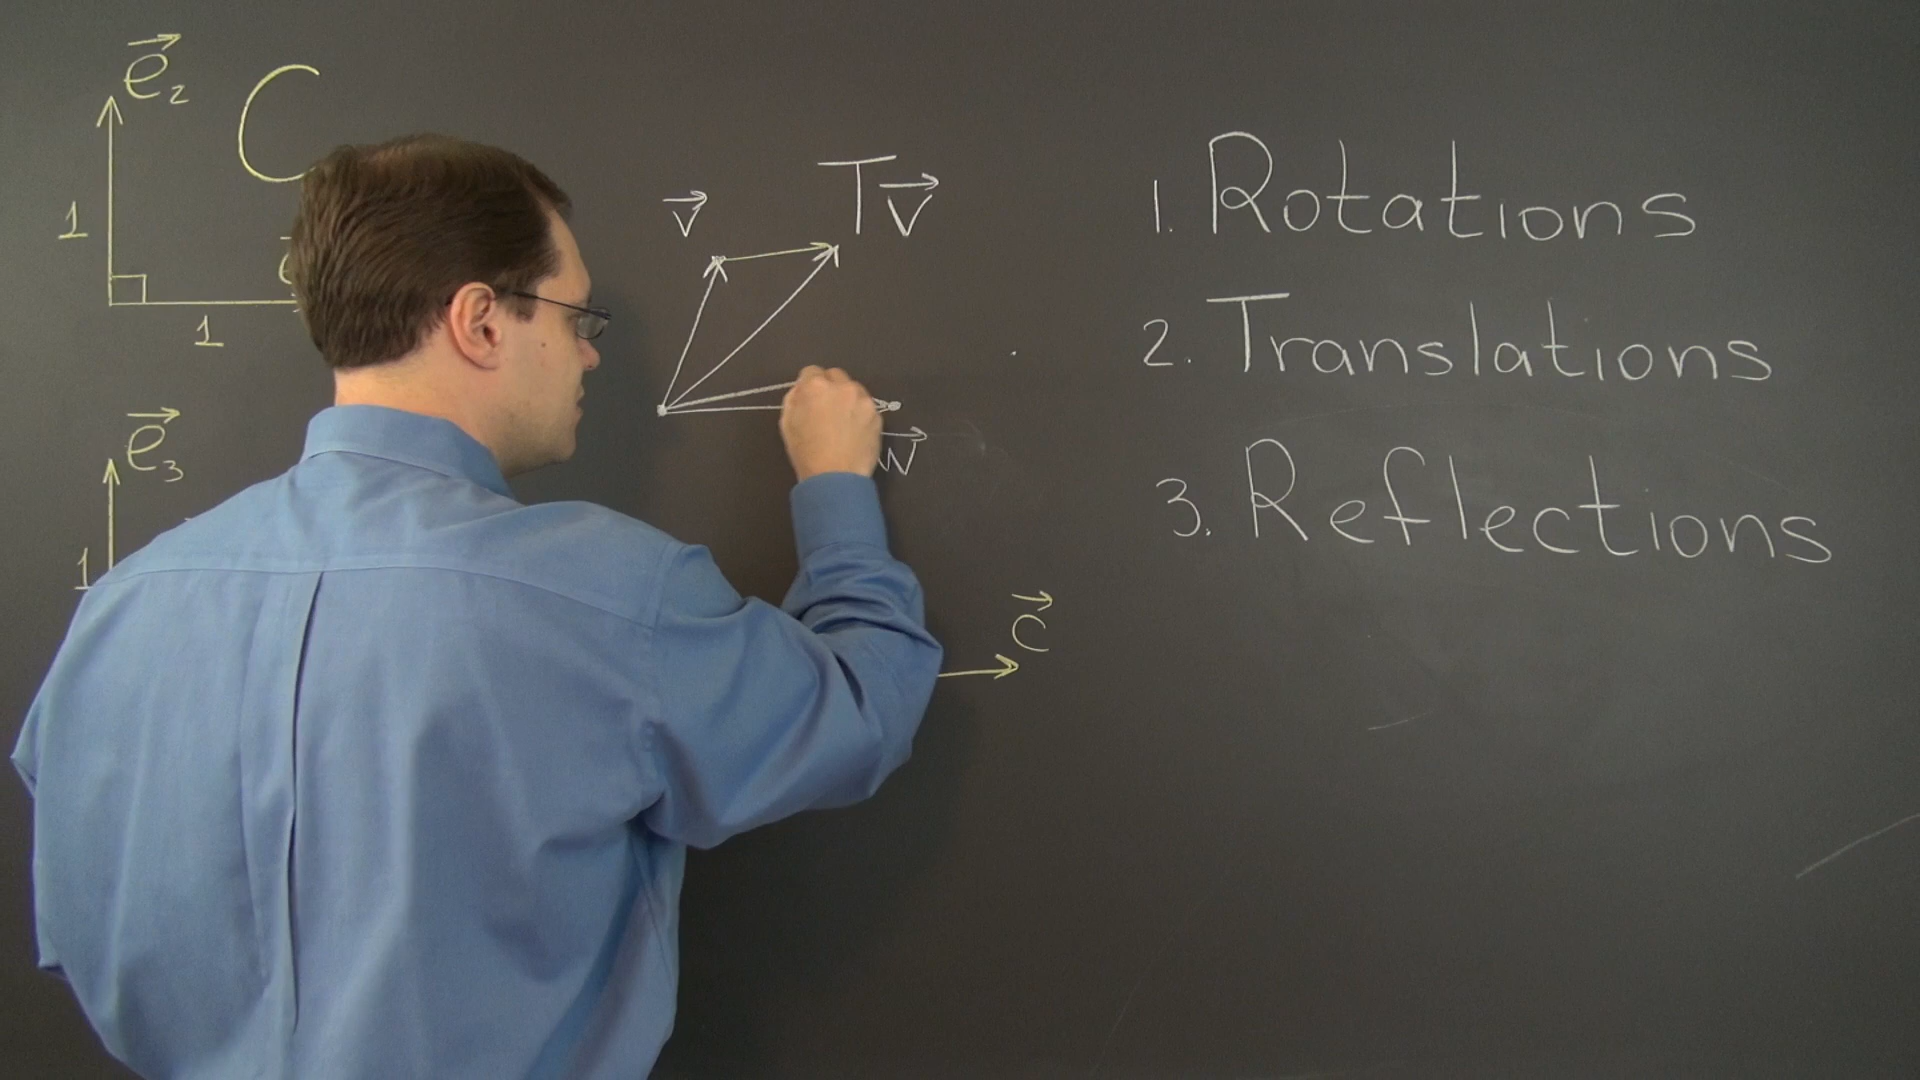 e⃗₂
C
1
1
e⃗₃
1
v⃗
Tv⃗
w⃗
c⃗
1. Rotations
2. Translations
3. Reflections